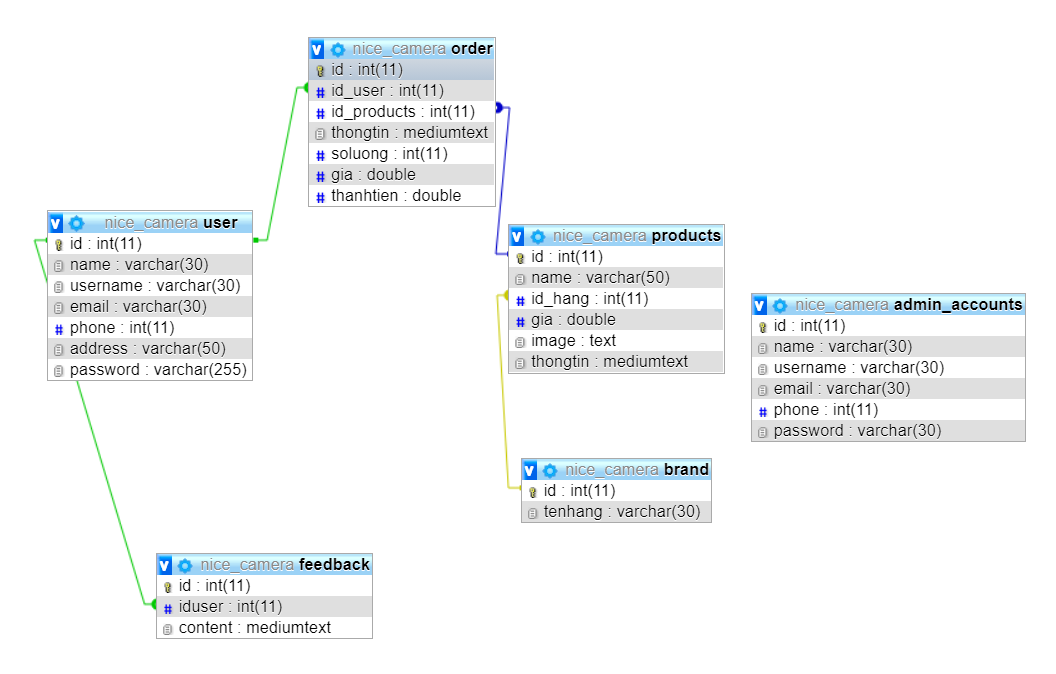 nice_camera order
id : int(11)
id_user : int(11)
id_products : int(11)
thongtin : mediumtext
soluong : int(11)
gia : double
thanhtien : double
nice_camera user
id : int(11)
name : varchar(30)
username : varchar(30)
email : varchar(30)
phone : int(11)
address : varchar(50)
password : varchar(255)
nice_camera products
id : int(11)
name : varchar(50)
id_hang : int(11)
gia : double
image : text
thongtin : mediumtext
nice_camera admin_accounts
id : int(11)
name : varchar(30)
username : varchar(30)
email : varchar(30)
phone : int(11)
password : varchar(30)
nice_camera brand
id : int(11)
tenhang : varchar(30)
nice_camera feedback
id : int(11)
iduser : int(11)
content : mediumtext